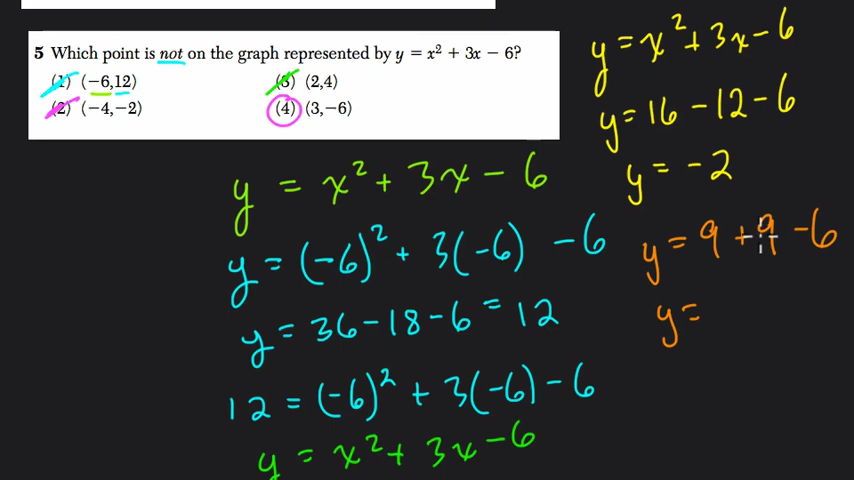 5 Which point is not on the graph represented by y = x² + 3x − 6?
(1) (−6,12)
(3) (2,4)
(2) (−4,−2)
(4) (3,−6)
y = x² + 3x − 6
y = 16 − 12 − 6
y = −2
y = 9 + 9 − 6
y =
y = x² + 3x − 6
y = (−6)² + 3(−6) − 6
y = 36 − 18 − 6 = 12
12 = (−6)² + 3(−6) − 6
y = x² + 3x − 6